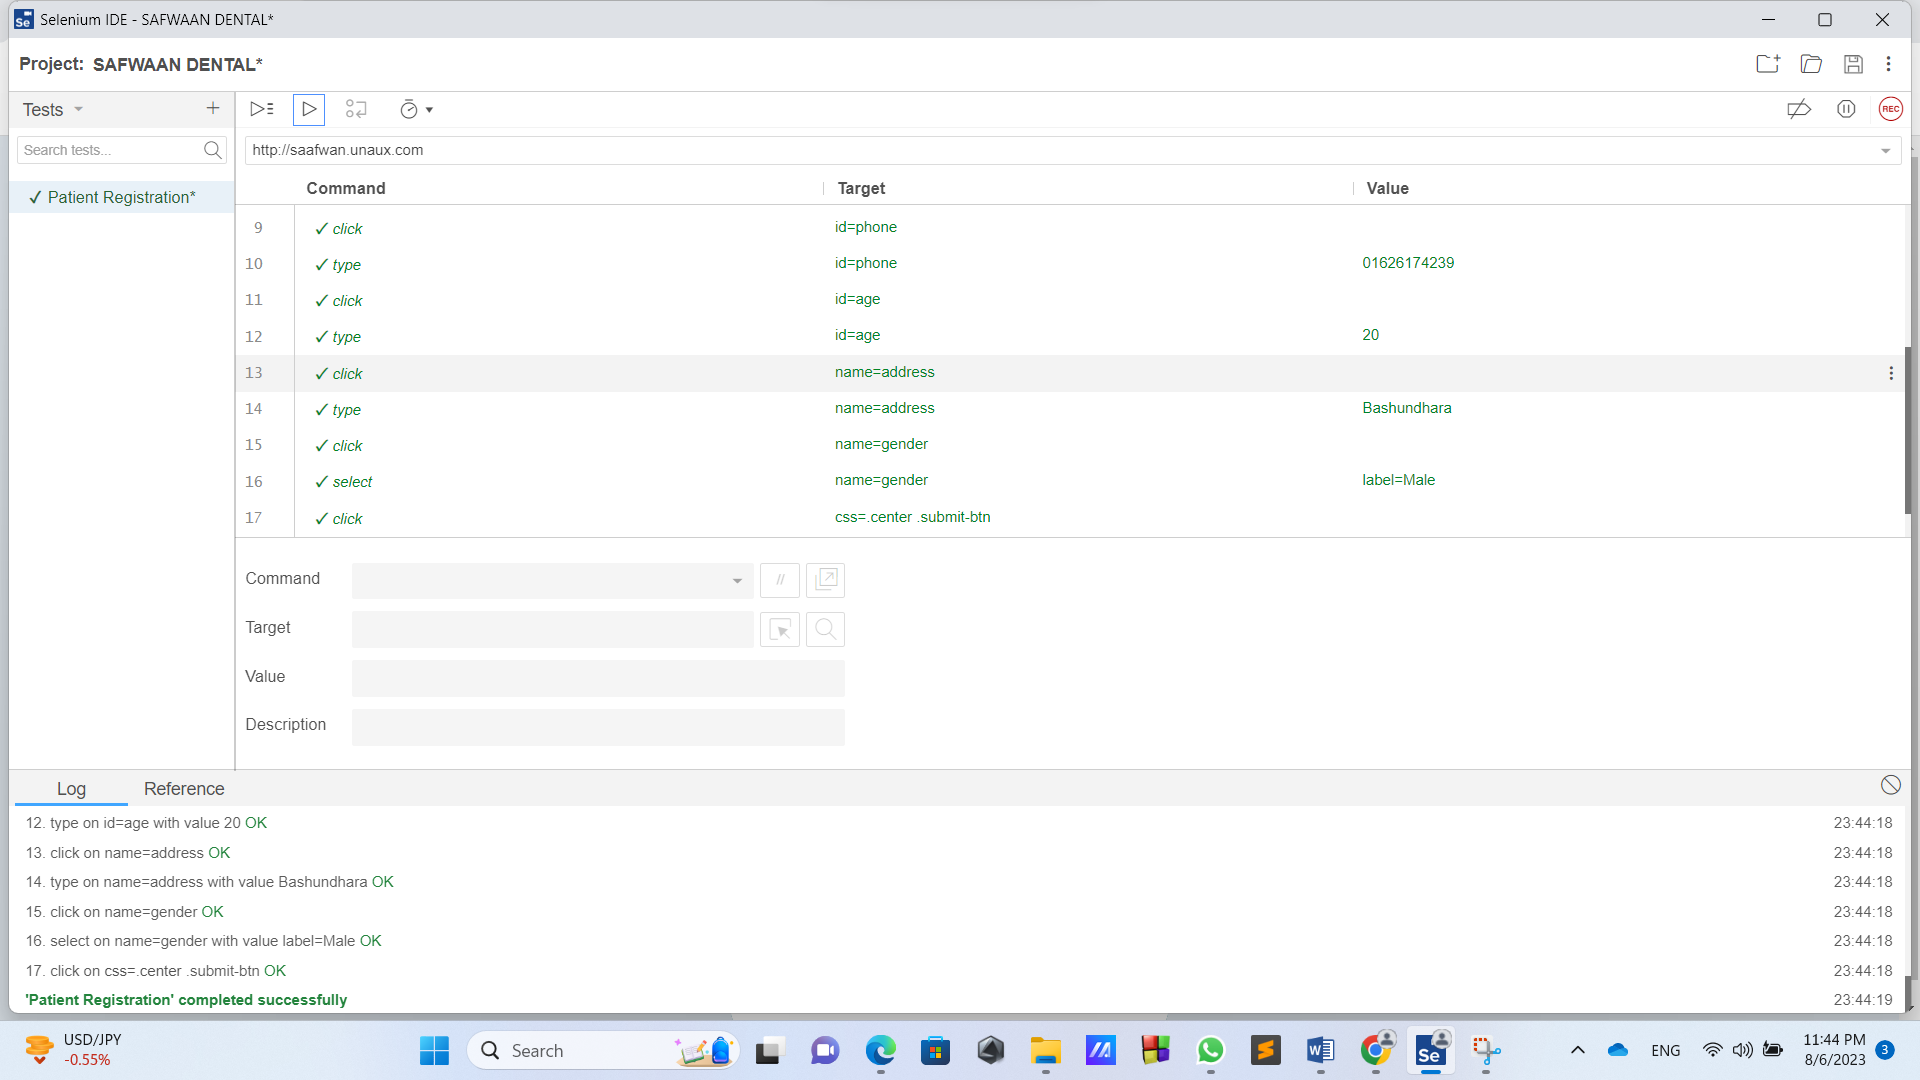 Selenium IDE - SAFWAAN DENTAL*
Project: SAFWAAN DENTAL*
Tests
REC
Search tests...
http://saafwan.unaux.com
✓ Patient Registration*
Command Target Value
9 ✓ click id=phone
10 ✓ type id=phone 01626174239
11 ✓ click id=age
12 ✓ type id=age 20
13 ✓ click name=address
14 ✓ type name=address Bashundhara
15 ✓ click name=gender
16 ✓ select name=gender label=Male
17 ✓ click css=.center .submit-btn
Command //
Target
Value
Description
Log Reference
12. type on id=age with value 20 OK 23:44:18
13. click on name=address OK 23:44:18
14. type on name=address with value Bashundhara OK 23:44:18
15. click on name=gender OK 23:44:18
16. select on name=gender with value label=Male OK 23:44:18
17. click on css=.center .submit-btn OK 23:44:18
'Patient Registration' completed successfully 23:44:19
USD/JPY
-0.55%
Search
Se
ENG
11:44 PM
8/6/2023
3